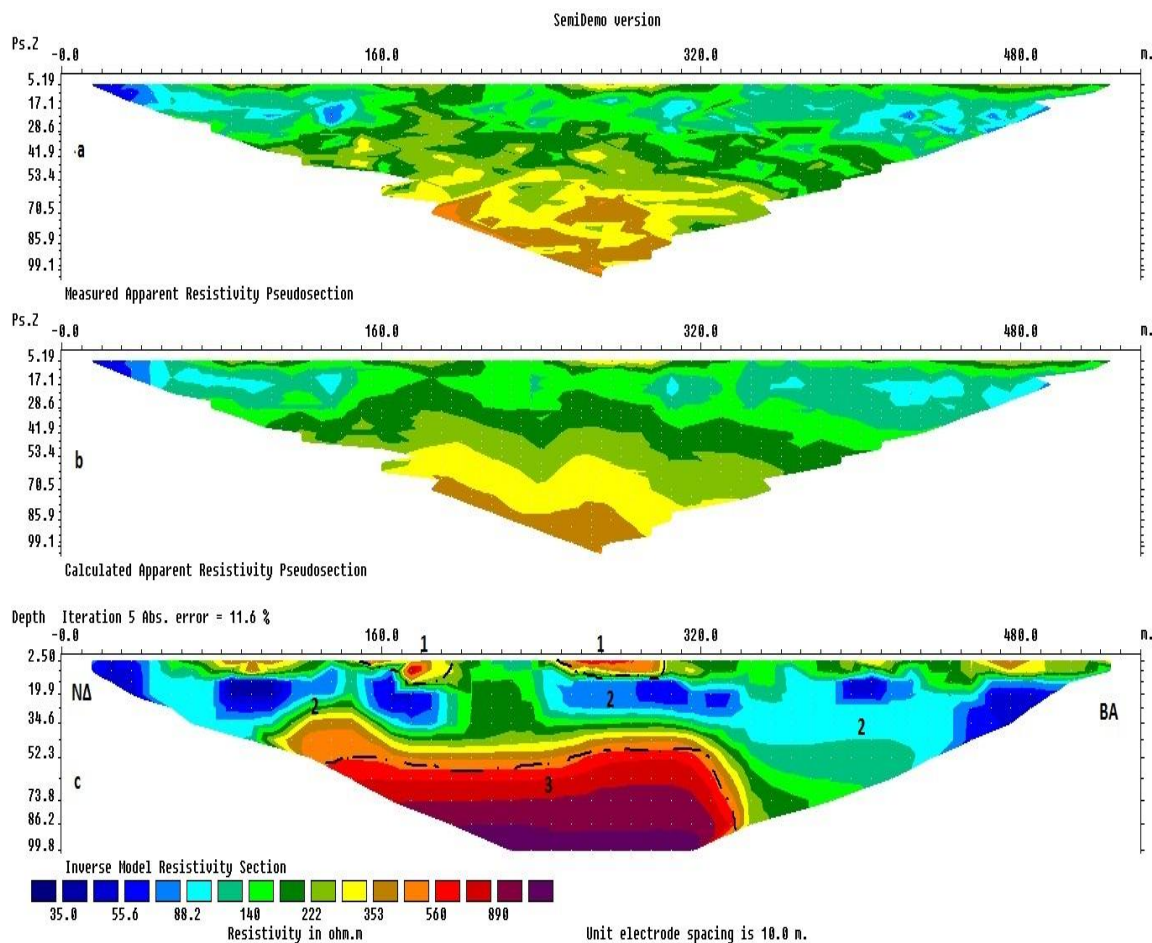 SemiDemo version
Ps.Z -0.0 160.0 320.0 480.0 m.
5.19
17.1
28.6
41.9
a
53.4
70.5
85.9
99.1
Measured Apparent Resistivity Pseudosection
Ps.Z -0.0 160.0 320.0 480.0 m.
5.19
17.1
28.6
41.9
53.4
b
70.5
85.9
99.1
Calculated Apparent Resistivity Pseudosection
Depth Iteration 5 Abs. error = 11.6 %
-0.0 160.0 1 1 320.0 480.0 m.
2.50
19.9 ΝΔ 2 2 BA
34.6 2
52.3
c 3
73.8
86.2
99.8
Inverse Model Resistivity Section
35.0 55.6 88.2 140 222 353 560 890
Resistivity in ohm.m Unit electrode spacing is 10.0 m.